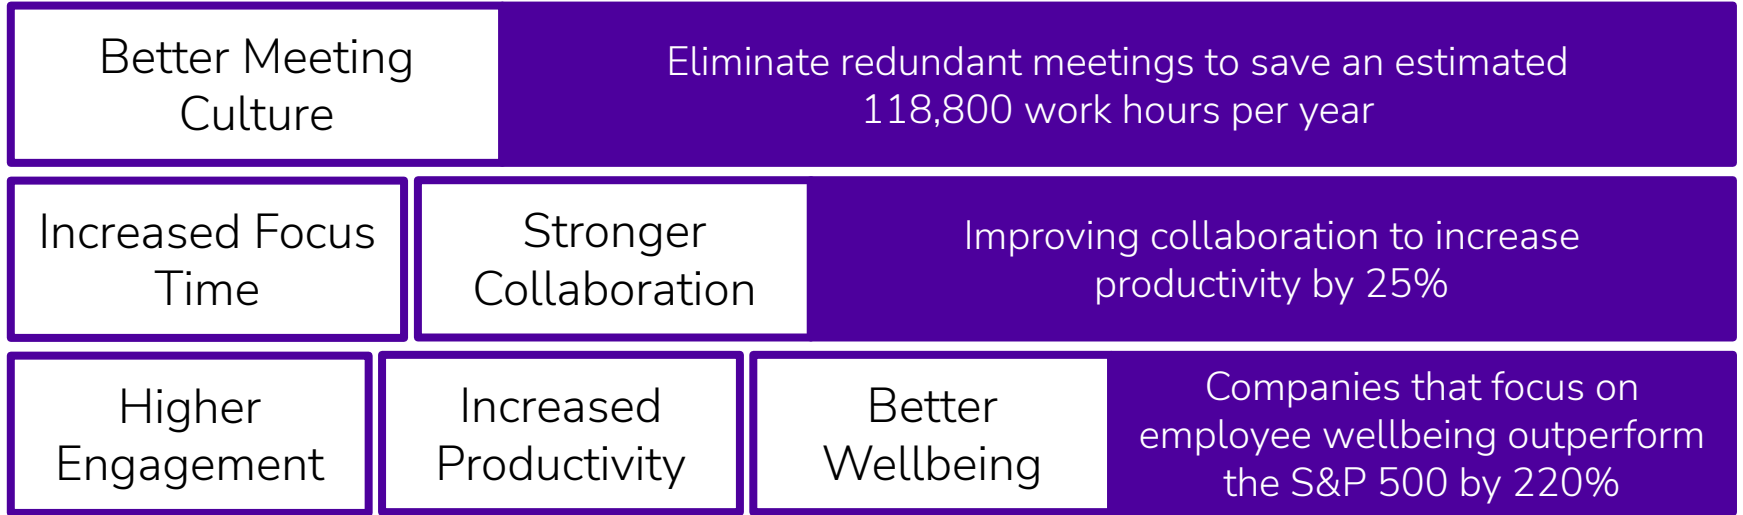 Better Meeting
Culture
Eliminate redundant meetings to save an estimated
118,800 work hours per year
Increased Focus
Time
Stronger
Collaboration
Improving collaboration to increase
productivity by 25%
Higher
Engagement
Increased
Productivity
Better
Wellbeing
Companies that focus on
employee wellbeing outperform
the S&P 500 by 220%